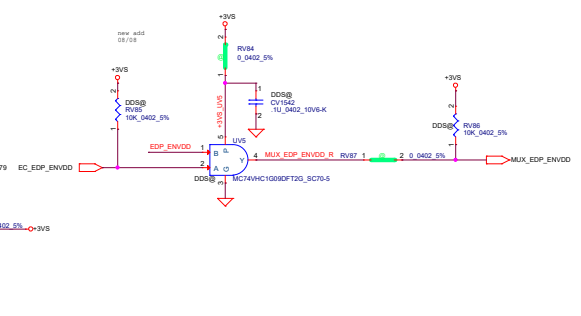 new add
08/08
+3VS
2
RV84
@
0_0402_5%
1
+3VS
2
DDS@
RV85
10K_0402_5%
1
+3VS_UV5
1
DDS@
CV1542
.1U_0402_10V6-K
2
+3VS
2
DDS@
RV86
10K_0402_5%
1
5
UV5
EDP_ENVDD
1
B
P
Y
4
MUX_EDP_ENVDD_R
RV87
1
@
2
0_0402_5%
MUX_EDP_ENVDD
79
EC_EDP_ENVDD
2
A
G
DDS@
3
MC74VHC1G09DFT2G_SC70-5
402_5%
+3VS